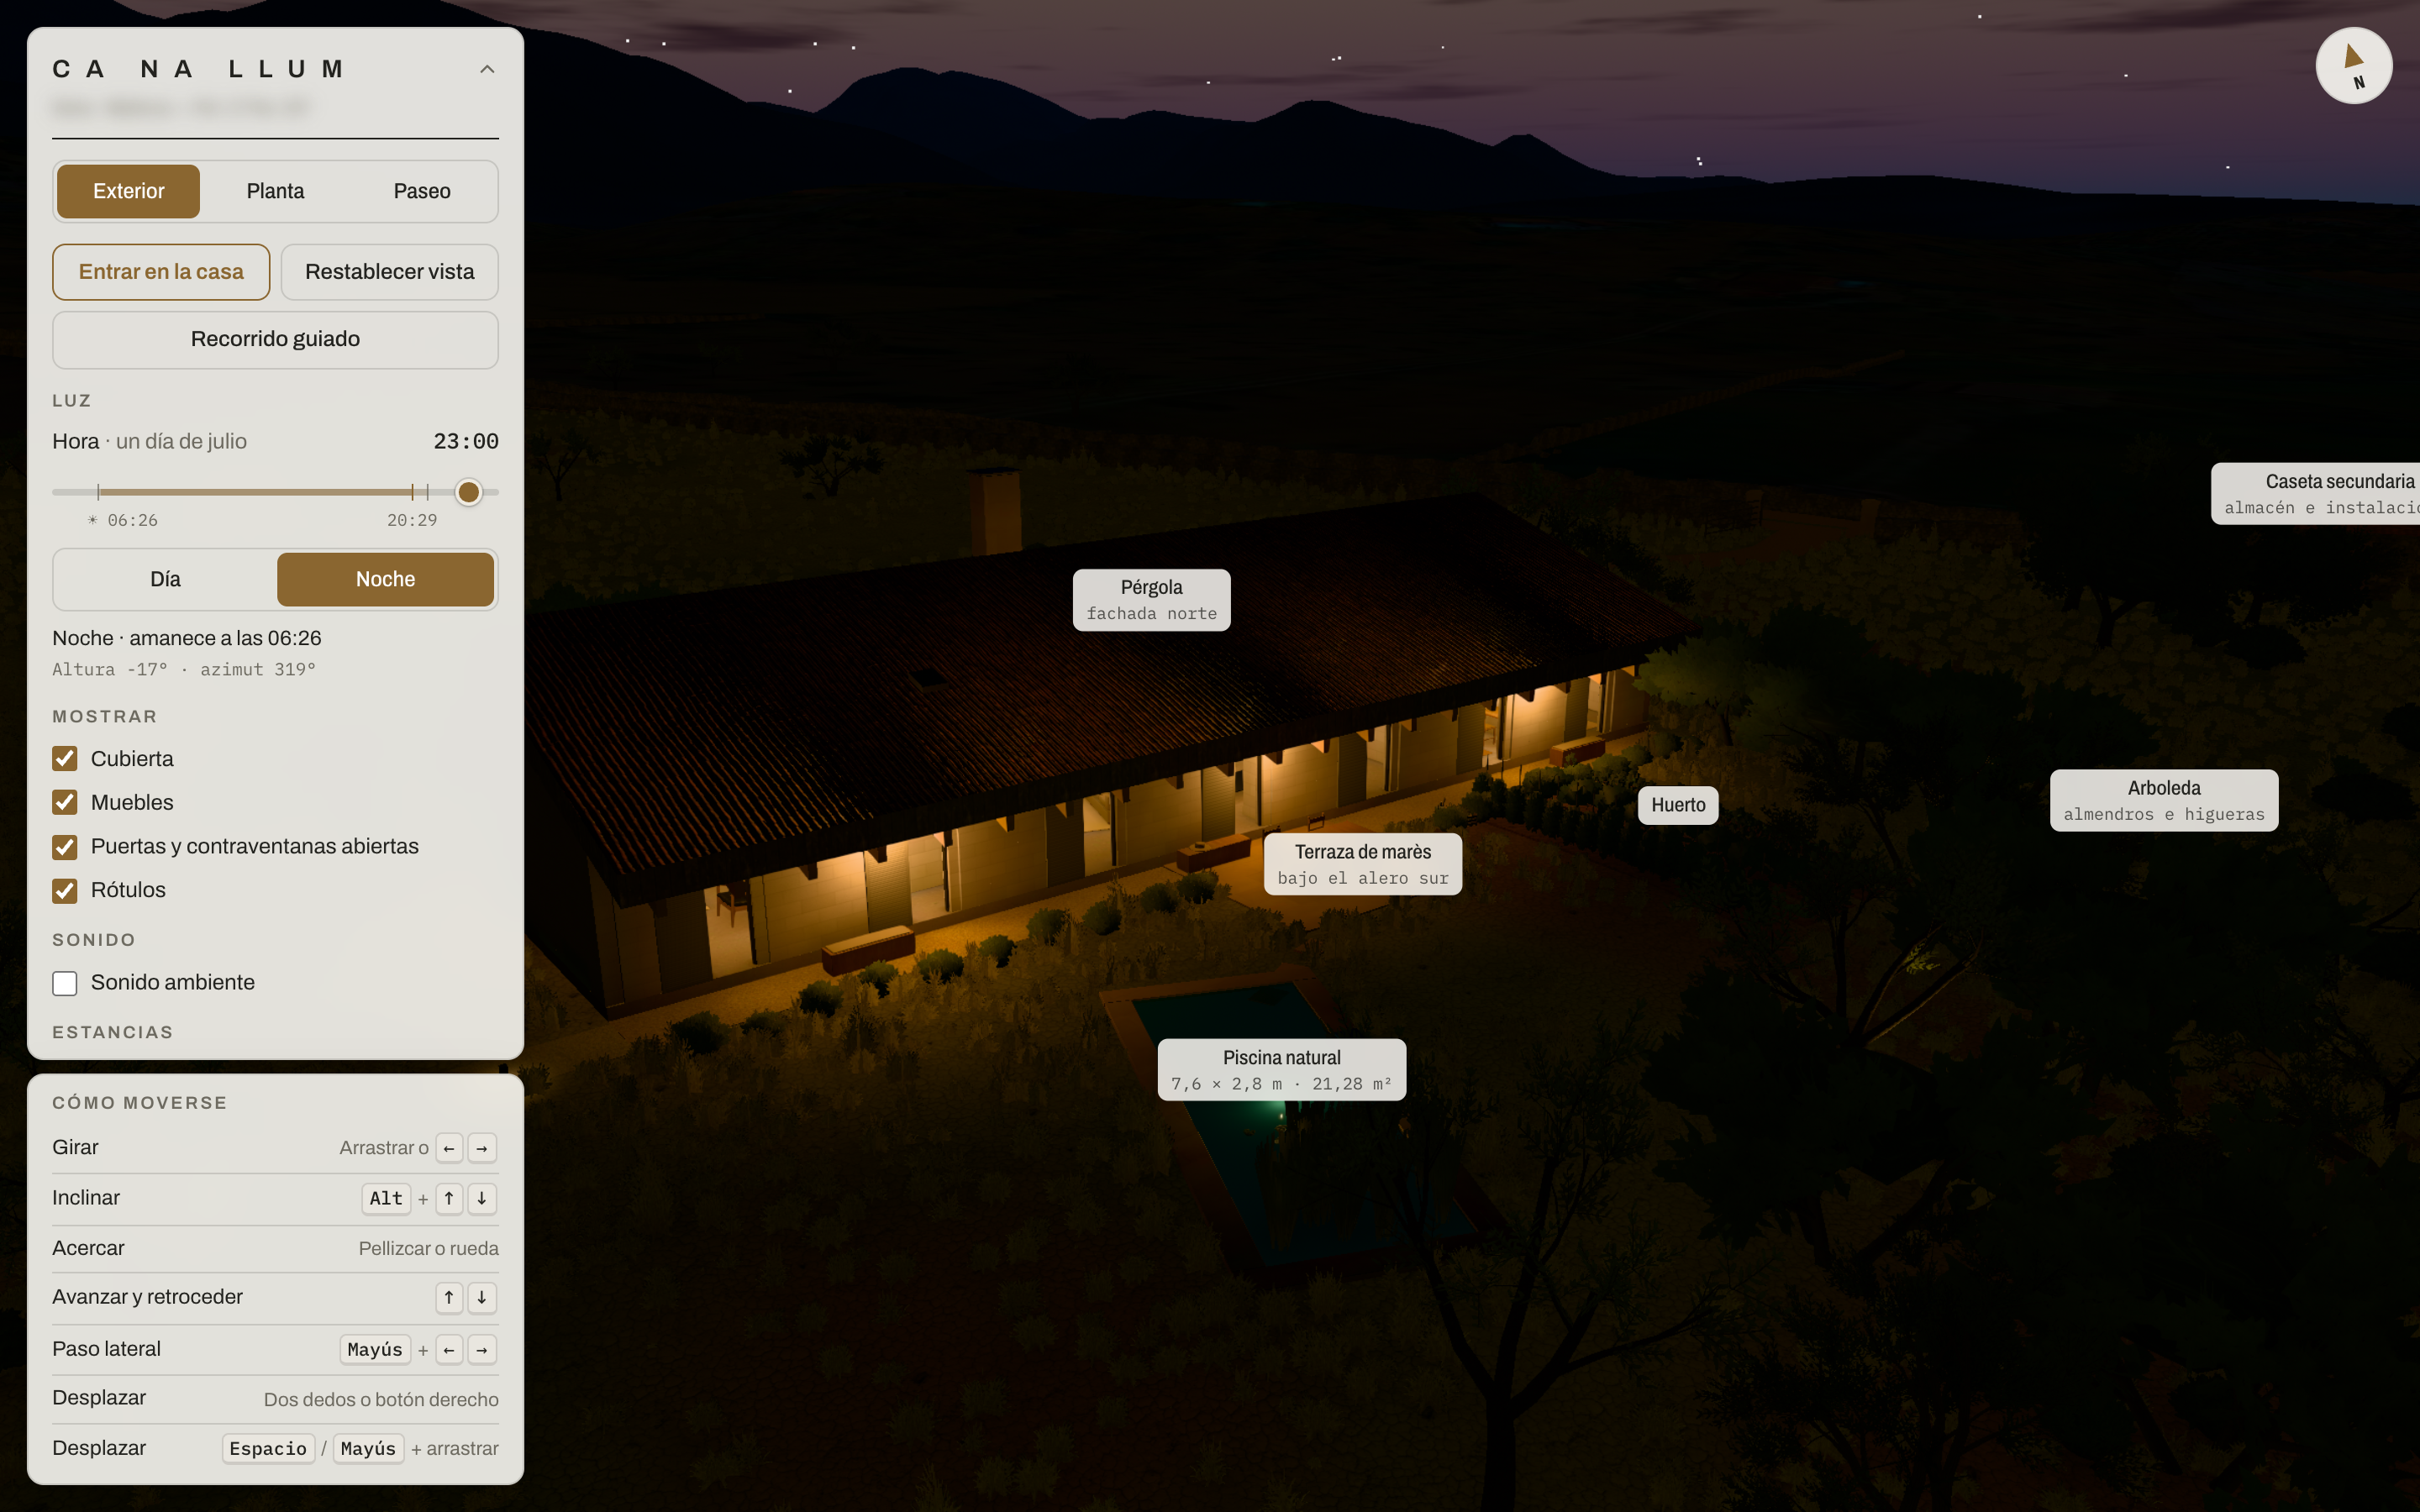 CA NA LLUM
Exterior
Planta
Paseo
Entrar en la casa
Restablecer vista
Recorrido guiado
LUZ
Hora · un día de julio
23:00
☀ 06:26
20:29
Día
Noche
Noche · amanece a las 06:26
Altura -17° · azimut 319°
MOSTRAR
Cubierta
Muebles
Puertas y contraventanas abiertas
Rótulos
SONIDO
Sonido ambiente
ESTANCIAS
CÓMO MOVERSE
Girar
Arrastrar o ← →
Inclinar
Alt + ↑ ↓
Acercar
Pellizcar o rueda
Avanzar y retroceder
↑ ↓
Paso lateral
Mayús + ← →
Desplazar
Dos dedos o botón derecho
Desplazar
Espacio / Mayús + arrastrar
N
Caseta secundaria
almacén e
Pérgola
fachada norte
Huerto
Arboleda
almendros e higueras
Terraza de marès
bajo el alero sur
Piscina natural
7,6 × 2,8 m · 21,28 m²